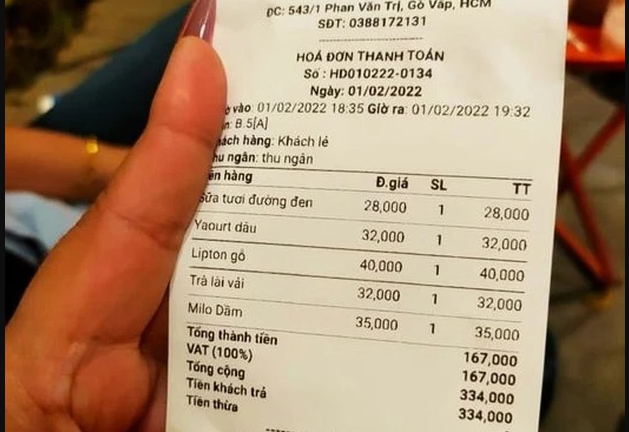 ĐC: 543/1 Phan Văn Trị, Gò Vấp, HCM
SĐT: 0388172131
HOÁ ĐƠN THANH TOÁN
Số : HD010222-0134
Ngày: 01/02/2022
vào: 01/02/2022 18:35 Giờ ra: 01/02/2022 19:32
B.5[A]
hàng: Khách lẻ
ngân: thu ngân
hàng Đ.giá SL TT
tươi đường đen 28,000 1 28,000
Yaourt dâu 32,000 1 32,000
Lipton gô 40,000 1 40,000
Trà lài vải 32,000 1 32,000
Milo Dầm 35,000 1 35,000
Tổng thành tiền 167,000
VAT (100%) 167,000
Tổng cộng 334,000
Tiền khách trả 334,000
Tiền thừa